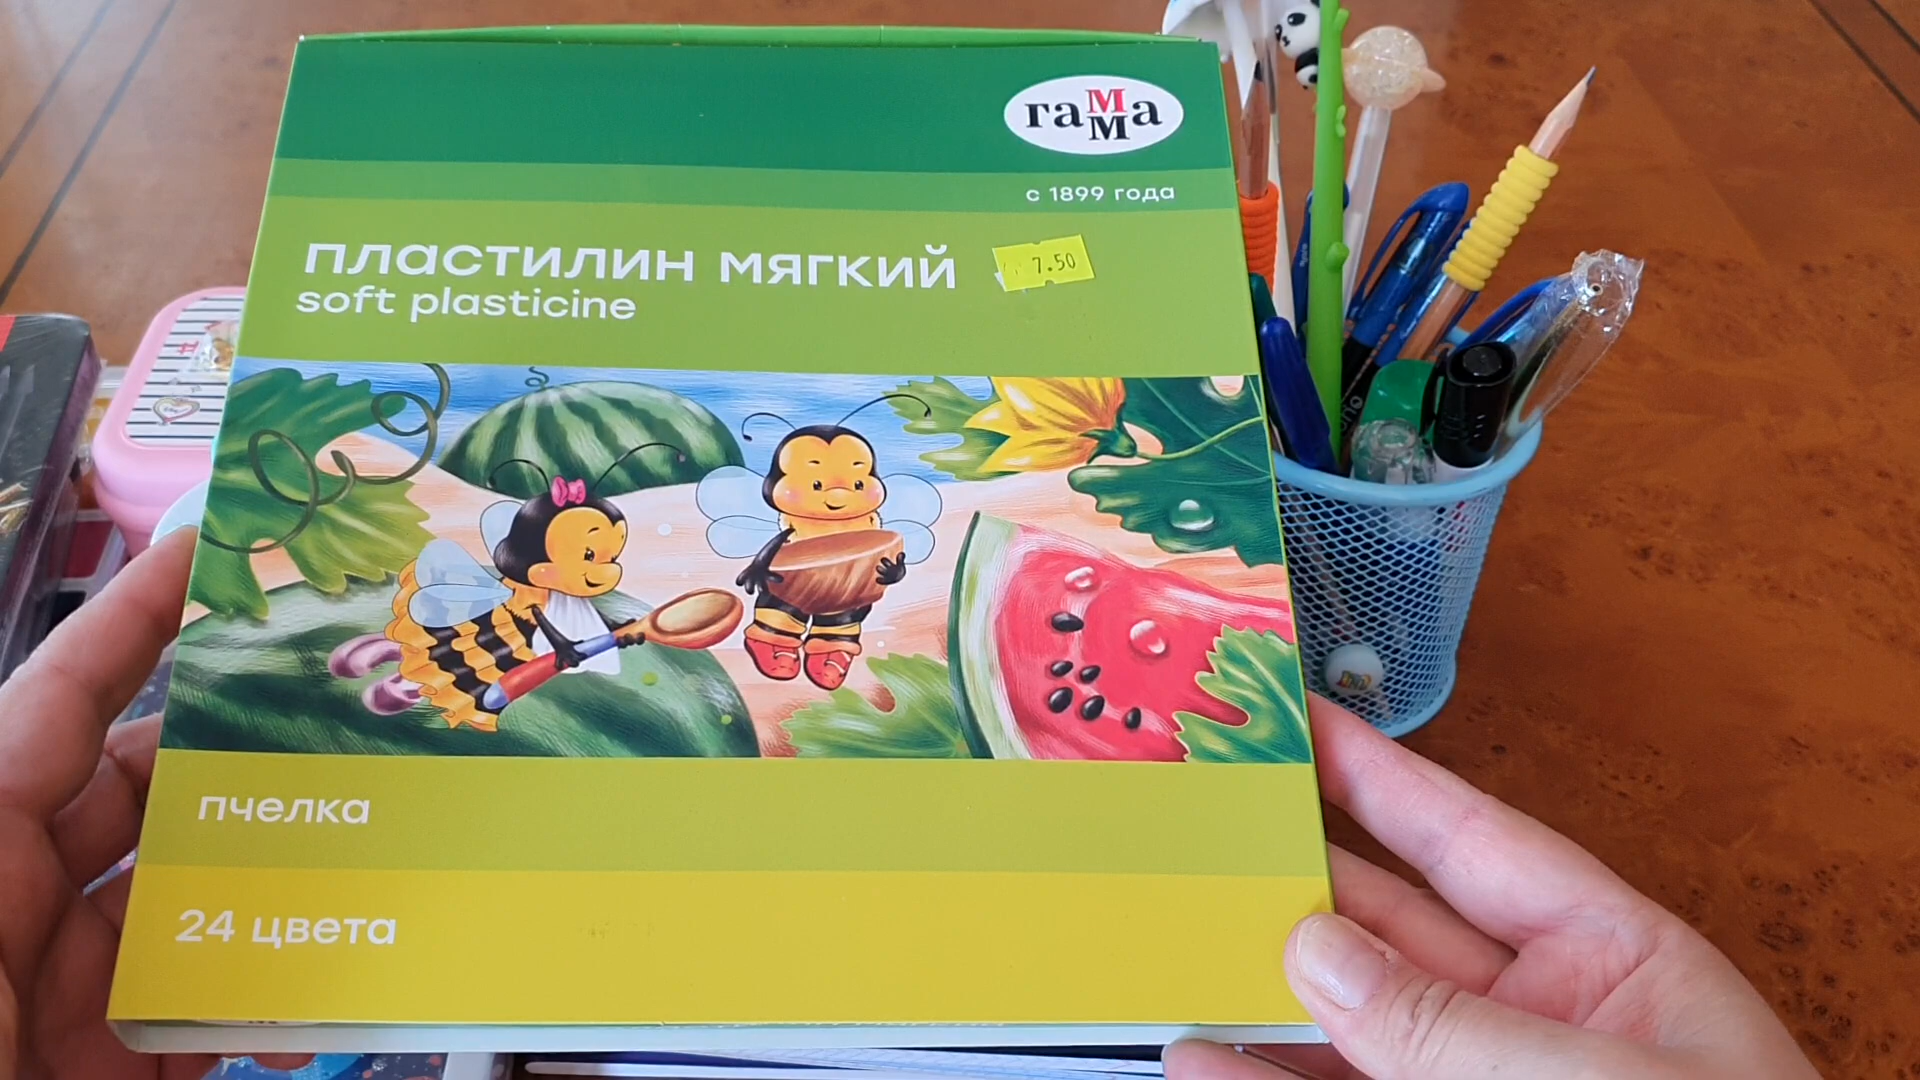 гамма
с 1899 года
пластилин мягкий
7.50
soft plasticine
пчелка
24 цвета